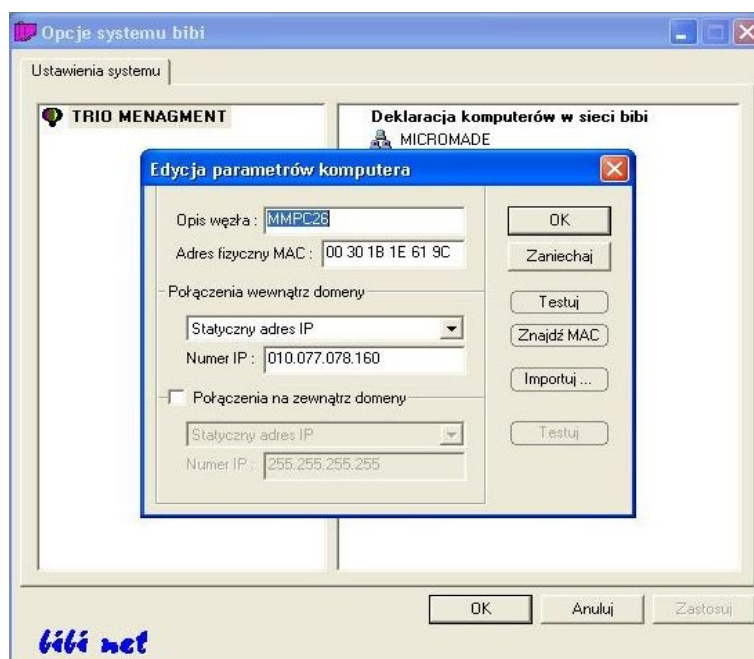 Opcje systemu bibi
Ustawienia systemu
TRIO MENAGMENT
Deklaracja komputerów w sieci bibi
MICROMADE
Edycja parametrów komputera
Opis węzła : MMPC26
Adres fizyczny MAC : 00 30 1B 1E 61 9C
Połączenia wewnątrz domeny
Statyczny adres IP
Numer IP : 010.077.078.160
Połączenia na zewnątrz domeny
Statyczny adres IP
Numer IP : 255.255.255.255
OK
Zaniechaj
Testuj
Znajdź MAC
Importuj ...
Testuj
OK
Anuluj
Zastosuj
bibi net